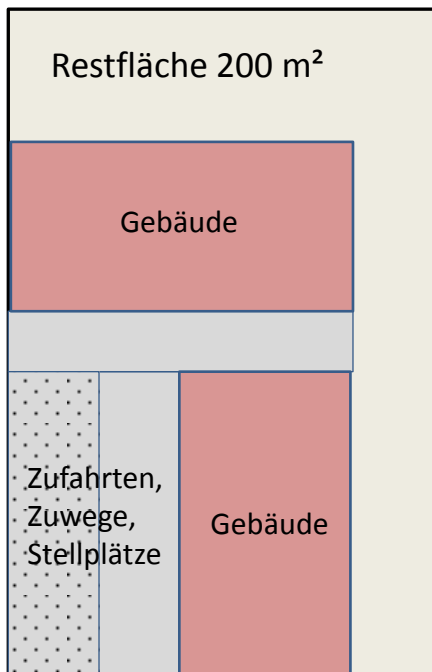 Restfläche 200 m²
Gebäude
Zufahrten,
Zuwege,
Stellplätze
Gebäude